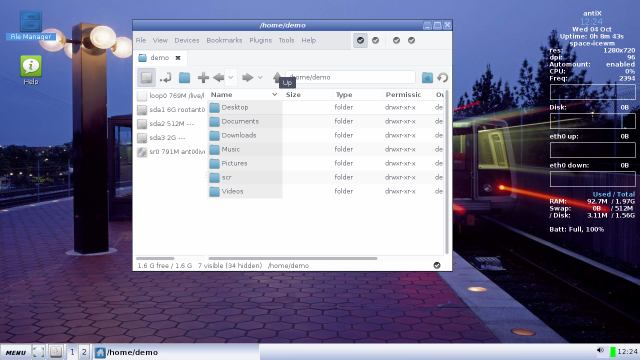 /home/demo
File View Devices Bookmarks Plugins Tools Help
demo
/home/demo
Up
Name Size Type Permissic
loop0 769M /live/
sda1 6G rootant
sda2 512M ---
sda3 2G ---
sr0 791M
Desktop folder drwxr-xr-x de
Documents folder drwxr-xr-x de
Downloads folder drwxr-xr-x de
Music folder drwxr-xr-x de
Pictures folder drwxr-xr-x de
scr folder drwxr-xr-x de
Videos folder drwxr-xr-x de
1.6 G free / 1.6 G 7 visible (34 hidden) /home/demo
File Manager
Help
antiX
12:24
Wed 04 Oct
Uptime: 0h 8m 43s
space-icewm
res: 1280x720
dpi: 96
Automount: enabled
CPU: 0%
Freq: 2394
Disk: 0B
eth0 up: 0B
eth0 down: 0B
Used / Total
RAM: 92.7M / 1.97G
Swap: 0B / 512M
/ Disk: 3.11M / 1.56G
Batt: Full, 100%
MENU 1 2 /home/demo 12:24